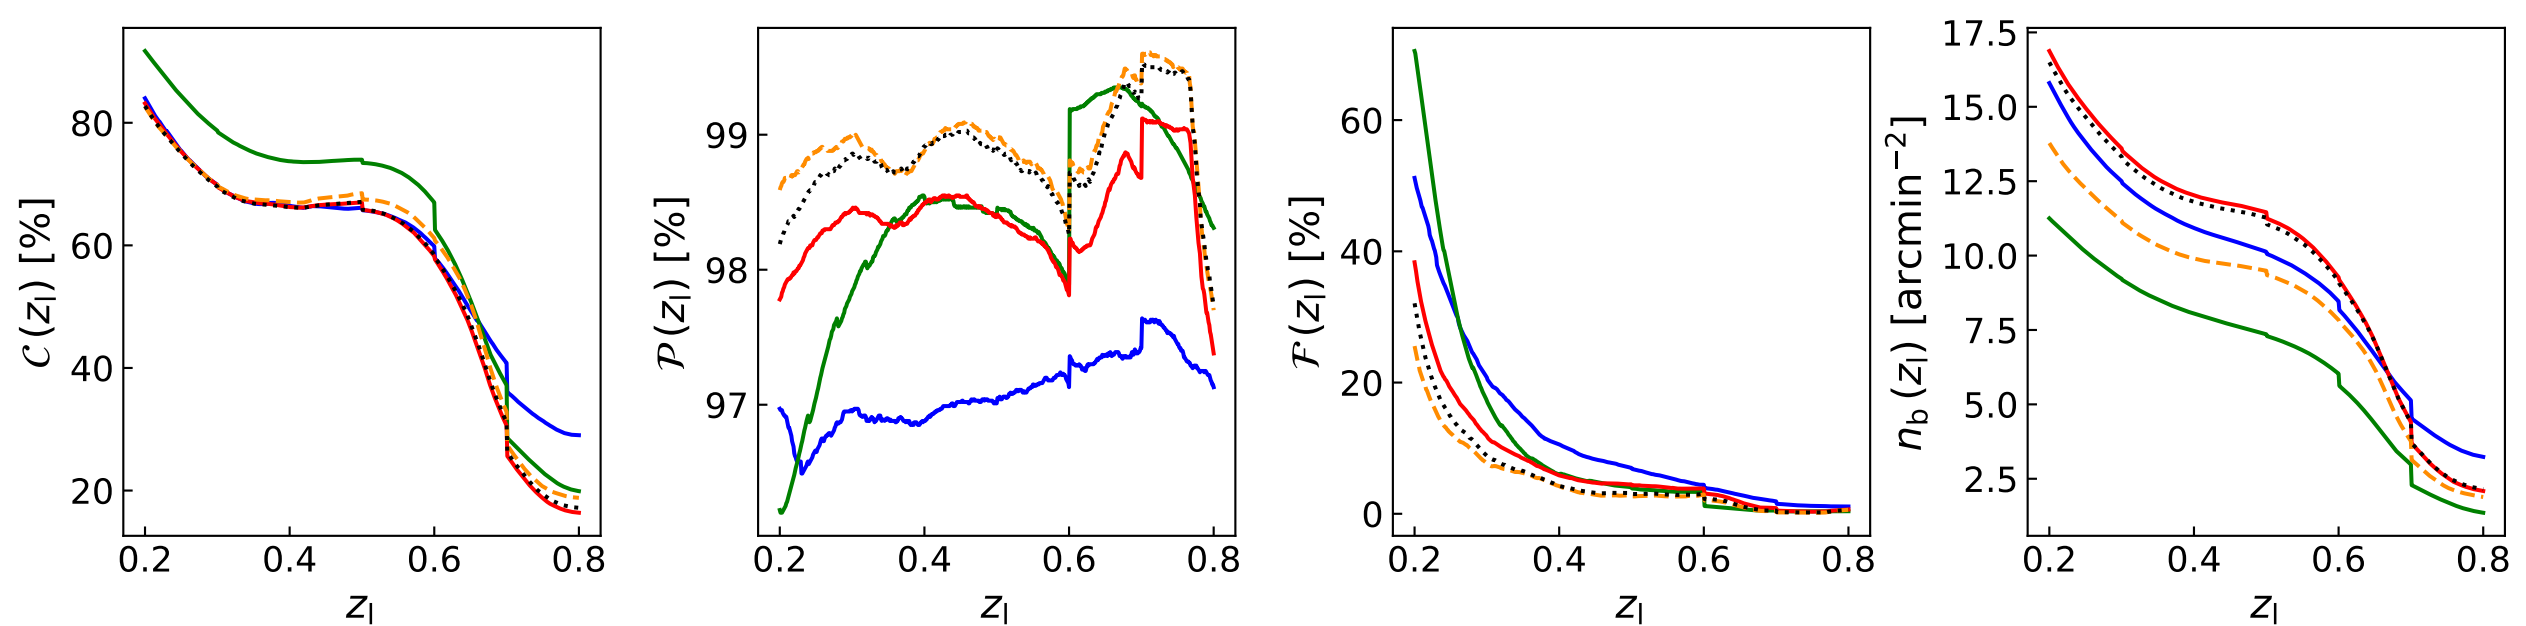 𝒞 (z_l) [%]
80
60
40
20
0.2 0.4 0.6 0.8
z_l
𝒫 (z_l) [%]
99
98
97
0.2 0.4 0.6 0.8
z_l
ℱ (z_l) [%]
60
40
20
0
0.2 0.4 0.6 0.8
z_l
n_b (z_l) [arcmin⁻²]
17.5
15.0
12.5
10.0
7.5
5.0
2.5
0.2 0.4 0.6 0.8
z_l